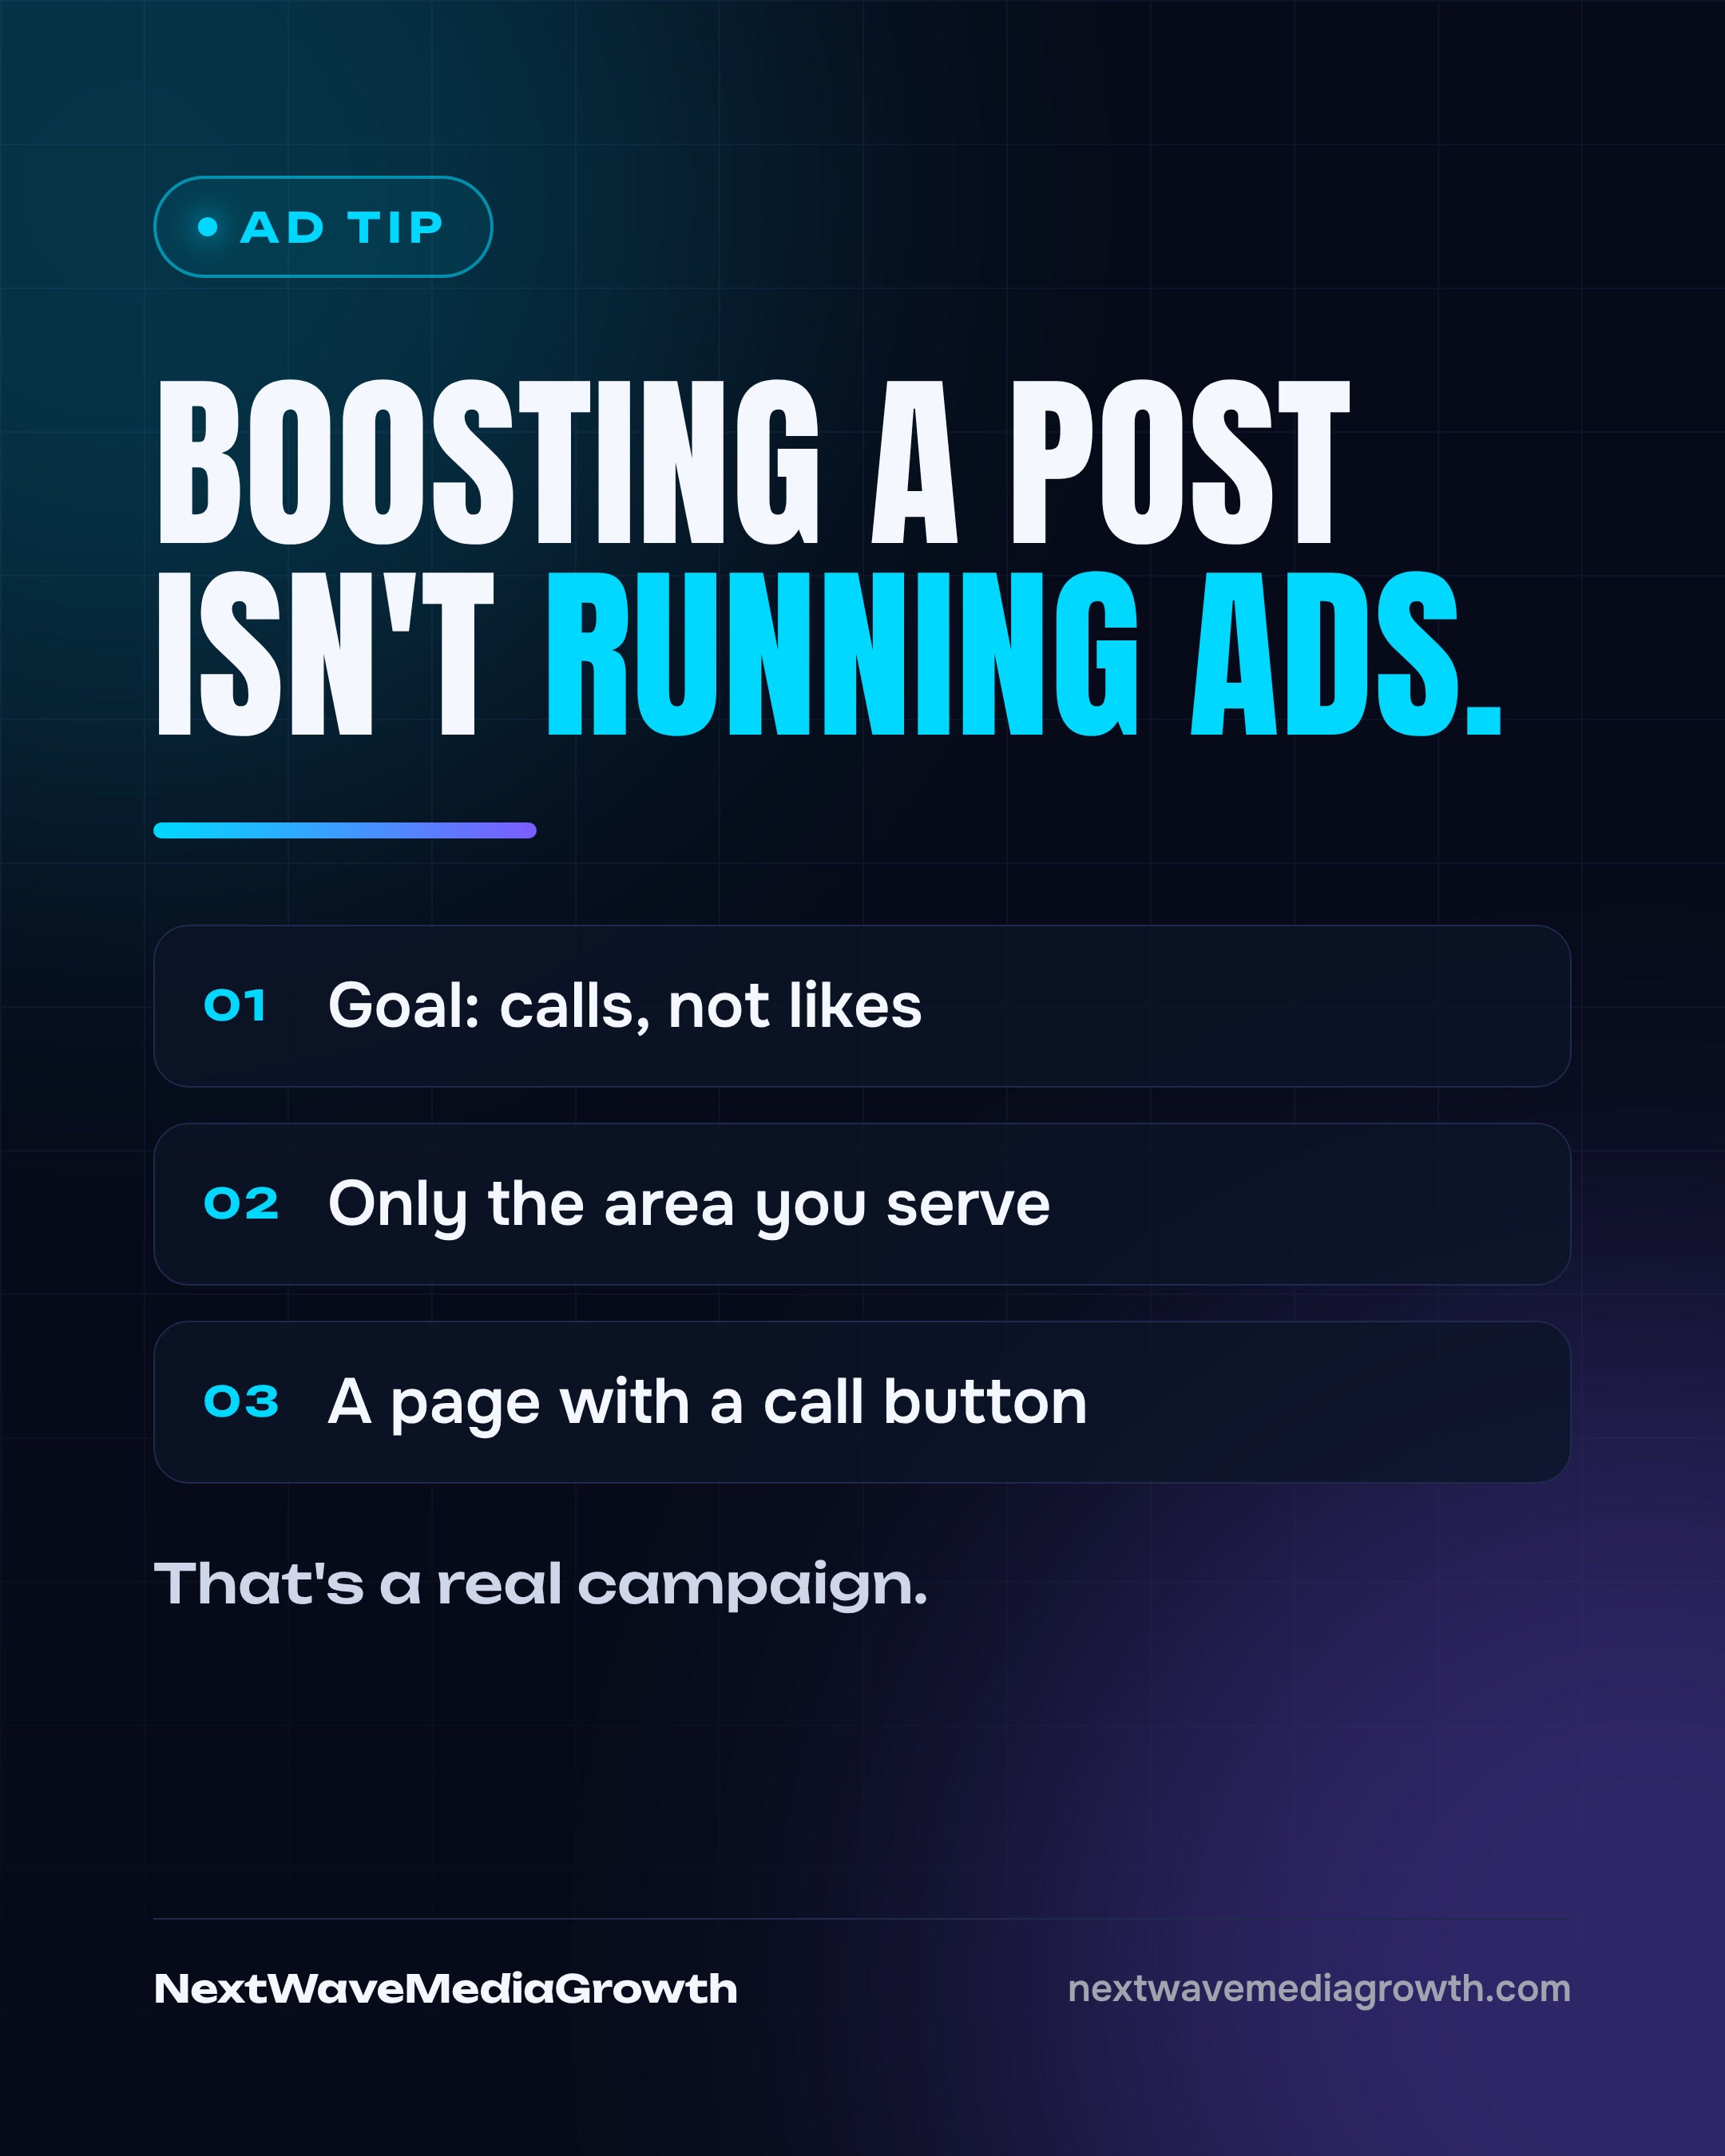 AD TIP
BOOSTING A POST
ISN'T RUNNING ADS.
01 Goal: calls, not likes
02 Only the area you serve
03 A page with a call button
That's a real campaign.
NextWaveMediaGrowth nextwavemediagrowth.com